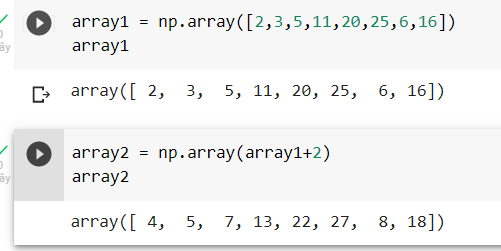 array1 = np.array([2,3,5,11,20,25,6,16])
array1
array([ 2,  3,  5, 11, 20, 25,  6, 16])
array2 = np.array(array1+2)
array2
array([ 4,  5,  7, 13, 22, 27,  8, 18])